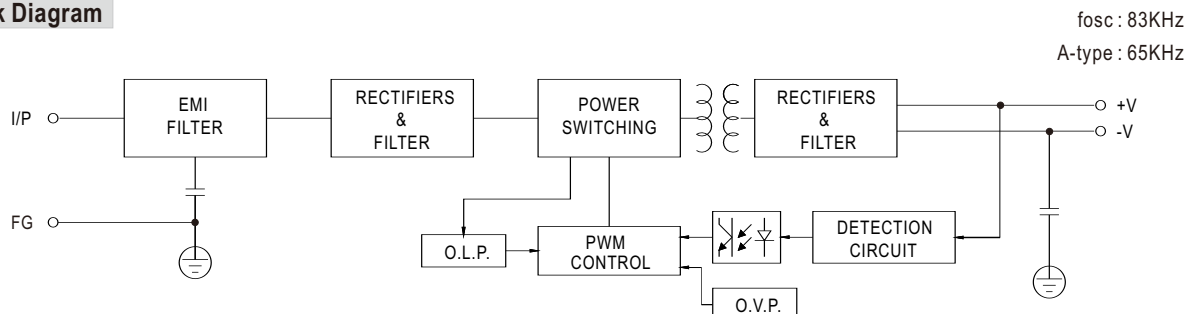 k Diagram
fosc : 83KHz
A-type : 65KHz
I/P
EMI
FILTER
RECTIFIERS
&
FILTER
POWER
SWITCHING
RECTIFIERS
&
FILTER
+V
-V
FG
O.L.P.
PWM
CONTROL
DETECTION
CIRCUIT
O.V.P.